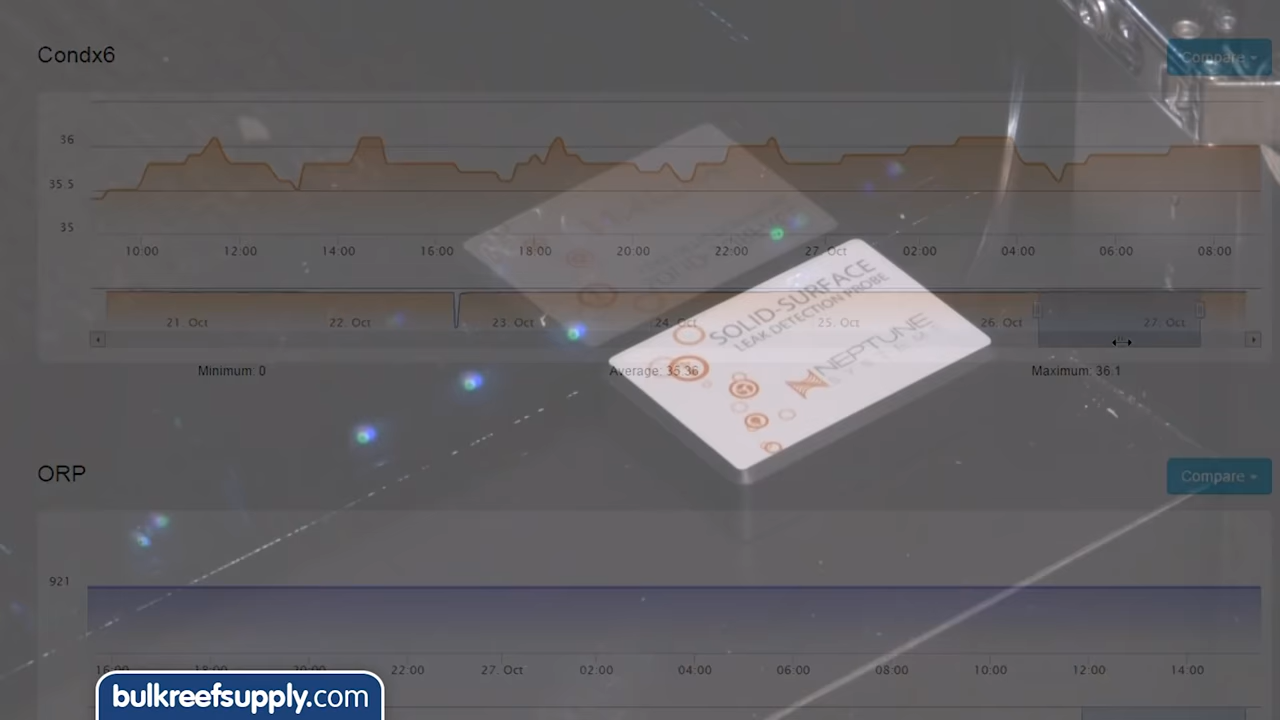 Condx6
Compare
36
35.5
35
10:00 12:00 14:00 16:00 18:00 20:00 22:00 27. Oct 02:00 04:00 06:00 08:00
21. Oct 22. Oct 23. Oct 24. Oct 25. Oct 26. Oct 27. Oct
Minimum: 0 Average: 35.36 Maximum: 36.1
SOLID-SURFACE
LEAK DETECTION PROBE
NEPTUNE
ORP
Compare
921
16:00 18:00 20:00 22:00 27. Oct 02:00 04:00 06:00 08:00 10:00 12:00 14:00
bulkreefsupply.com